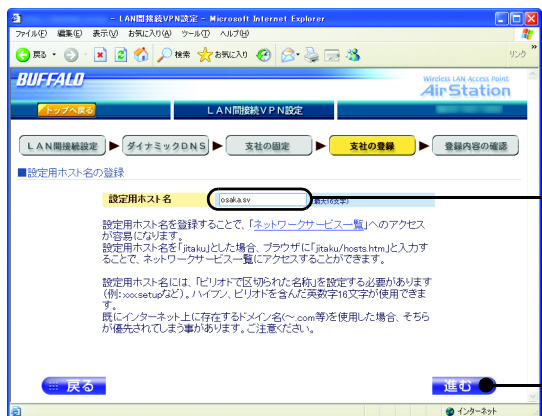 - LAN間接続VPN設定 - Microsoft Internet Explorer
ファイル(F) 編集(E) 表示(V) お気に入り(A) ツール(T) ヘルプ(H)
戻る 検索 お気に入り リンク
BUFFALO Wireless LAN Access Point
AirStation
トップへ戻る LAN間接続VPN設定
LAN間接続設定 ダイナミックDNS 支社の固定 支社の登録 登録内容の確認
■設定用ホスト名の登録
設定用ホスト名 osaka.sv (最大16文字)
設定用ホスト名を登録することで、「ネットワークサービス一覧」へのアクセス
が容易になります。
設定用ホスト名を「jitaku」とした場合、ブラウザに「jitaku/hosts.htm」と入力す
ることで、ネットワークサービス一覧にアクセスすることができます。
設定用ホスト名には、「ピリオドで区切られた名称」を設定する必要があります
(例:xxx.setupなど)。ハイフン、ピリオドを含んだ英数字16文字が使用できま
す。
既にインターネット上に存在するドメイン名(~.com等)を使用した場合、そちら
が優先されてしまう事があります。ご注意ください。
戻る 進む
インターネット